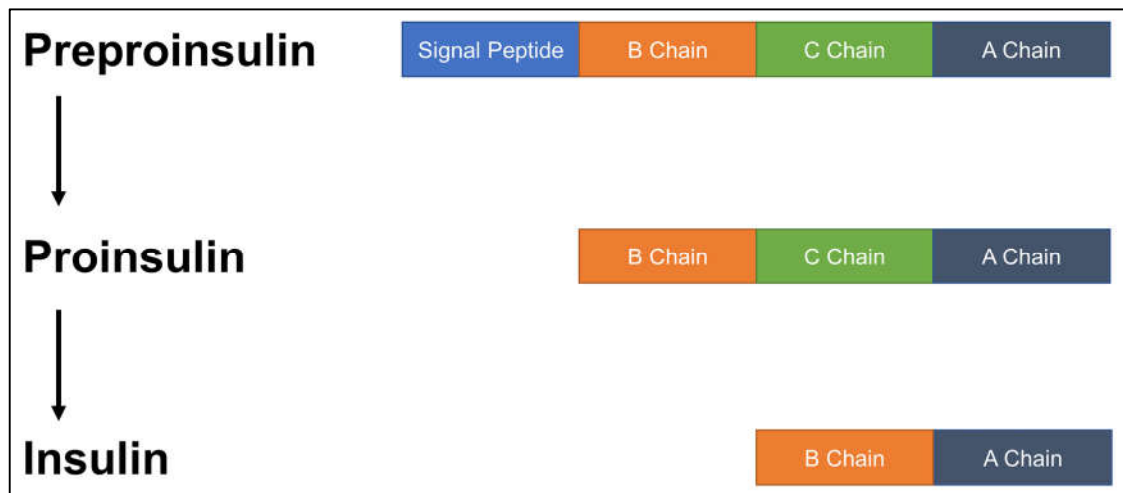 Preproinsulin
Signal Peptide B Chain C Chain A Chain
Proinsulin
B Chain C Chain A Chain
Insulin
B Chain A Chain